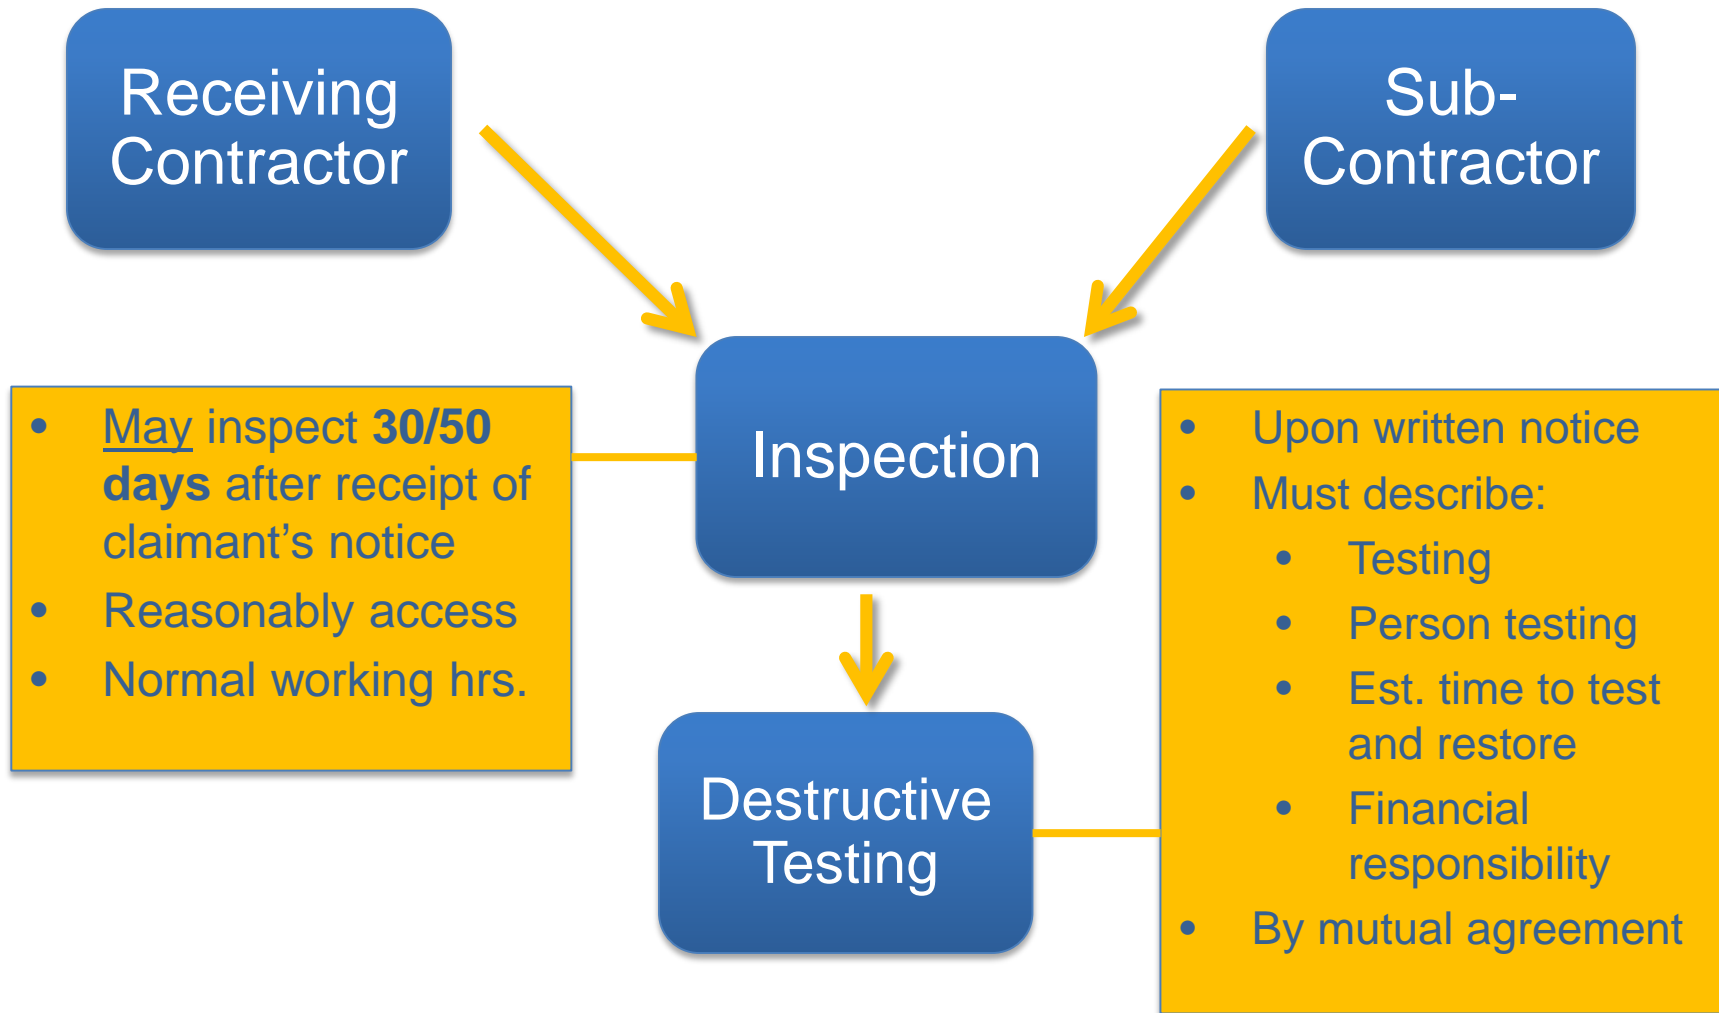 Receiving
Contractor
Sub-
Contractor
Inspection
• May inspect 30/50
days after receipt of
claimant’s notice
• Reasonably access
• Normal working hrs.
Destructive
Testing
• Upon written notice
• Must describe:
• Testing
• Person testing
• Est. time to test
and restore
• Financial
responsibility
• By mutual agreement